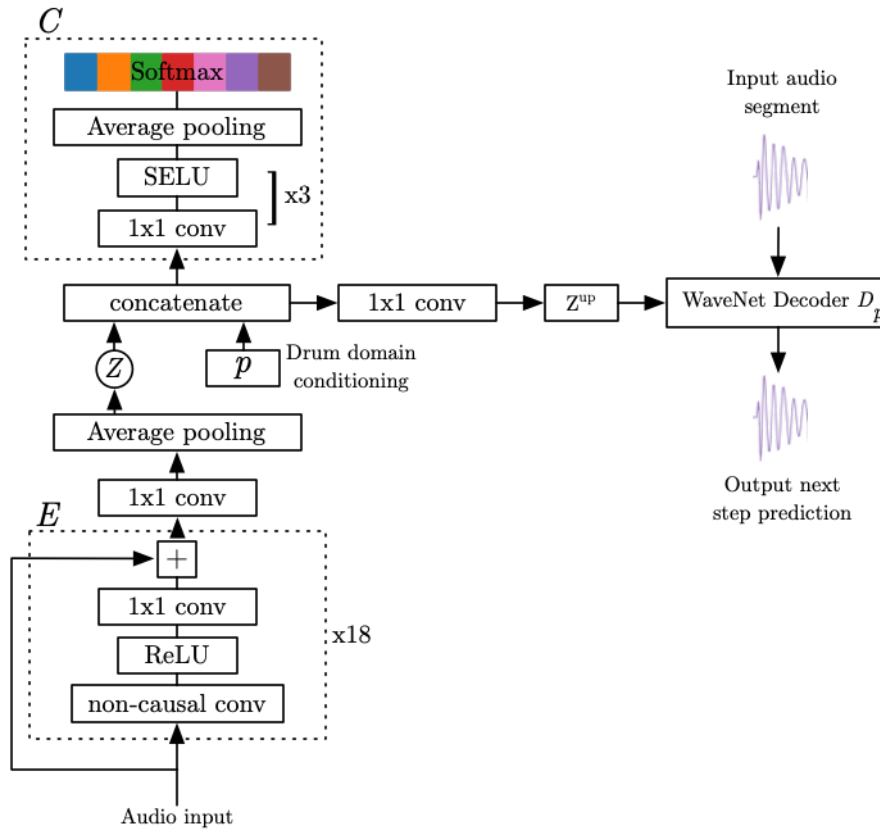 C
Softmax
Average pooling
SELU
x3
1x1 conv
concatenate
1x1 conv
Z^up
Input audio
segment
WaveNet Decoder D_p
Output next
step prediction
Z
p
Drum domain
conditioning
Average pooling
1x1 conv
E
+
1x1 conv
ReLU
x18
non-causal conv
Audio input